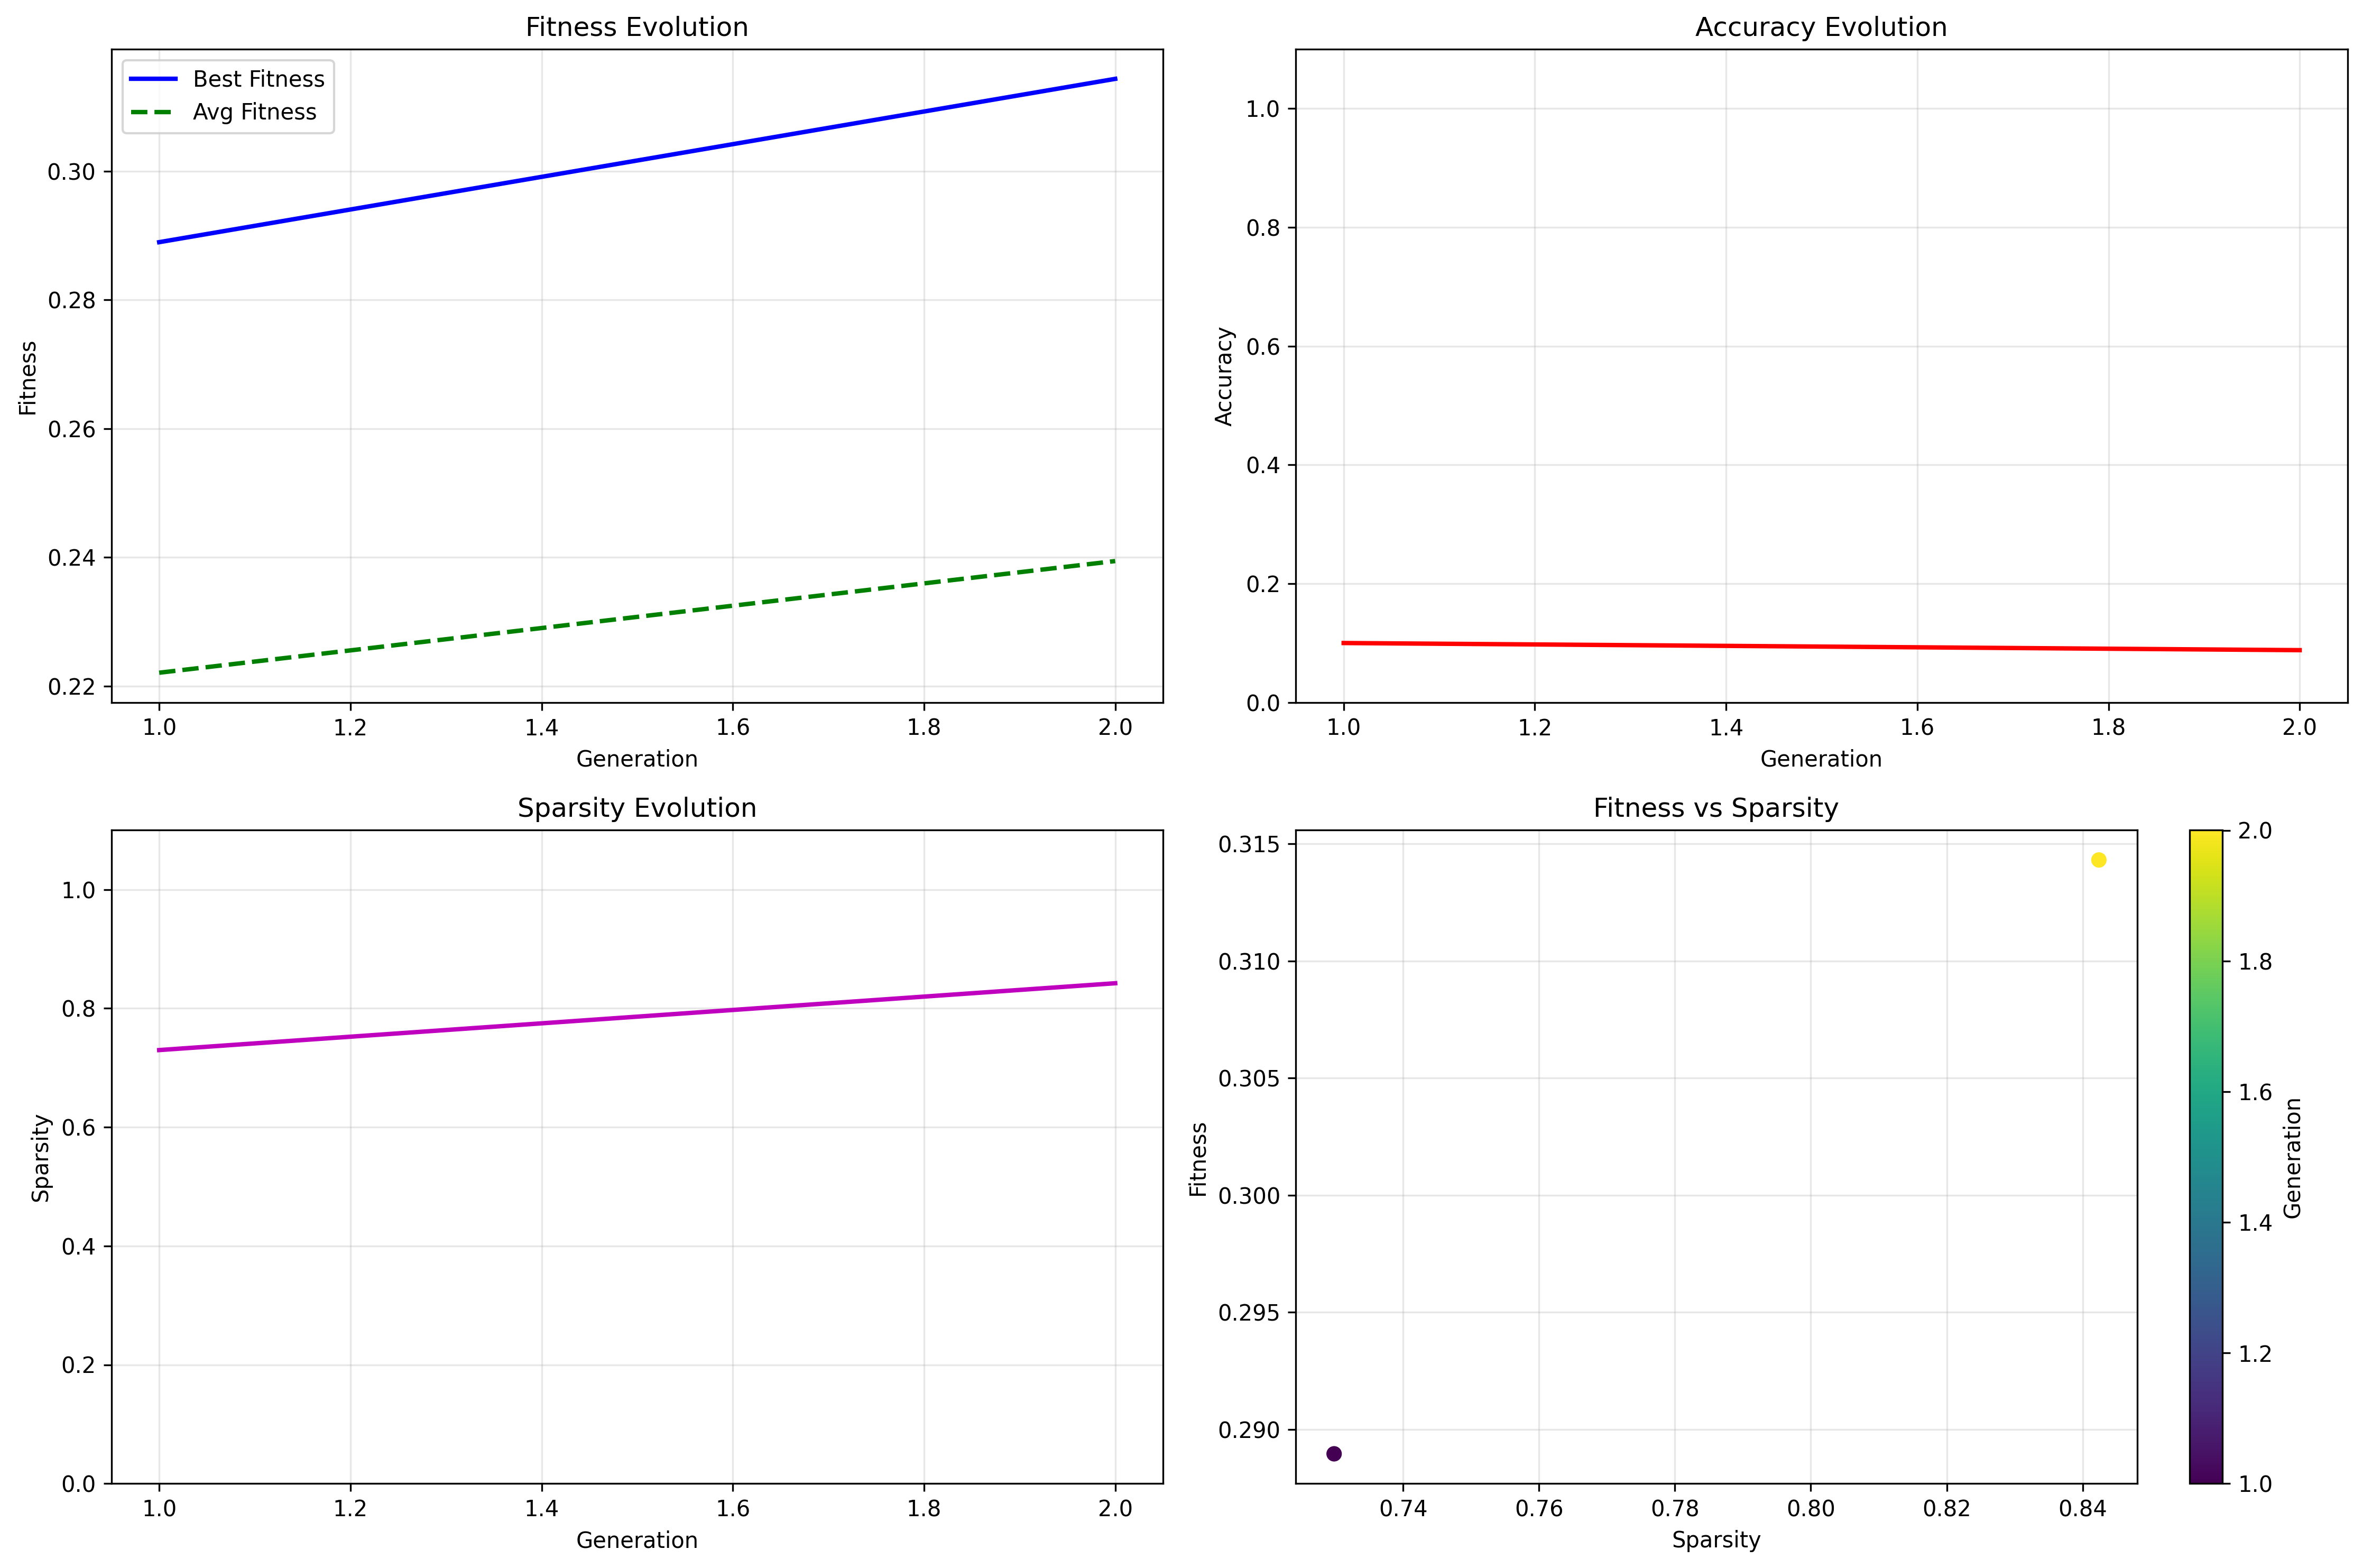 Fitness Evolution
Best Fitness
Avg Fitness
0.30
0.28
0.26
0.24
0.22
Fitness
1.0 1.2 1.4 1.6 1.8 2.0
Generation
Accuracy Evolution
1.0
0.8
0.6
0.4
0.2
0.0
Accuracy
1.0 1.2 1.4 1.6 1.8 2.0
Generation
Sparsity Evolution
1.0
0.8
0.6
0.4
0.2
0.0
Sparsity
1.0 1.2 1.4 1.6 1.8 2.0
Generation
Fitness vs Sparsity
0.315
0.310
0.305
0.300
0.295
0.290
Fitness
0.74 0.76 0.78 0.80 0.82 0.84
Sparsity
2.0
1.8
1.6
1.4
1.2
1.0
Generation